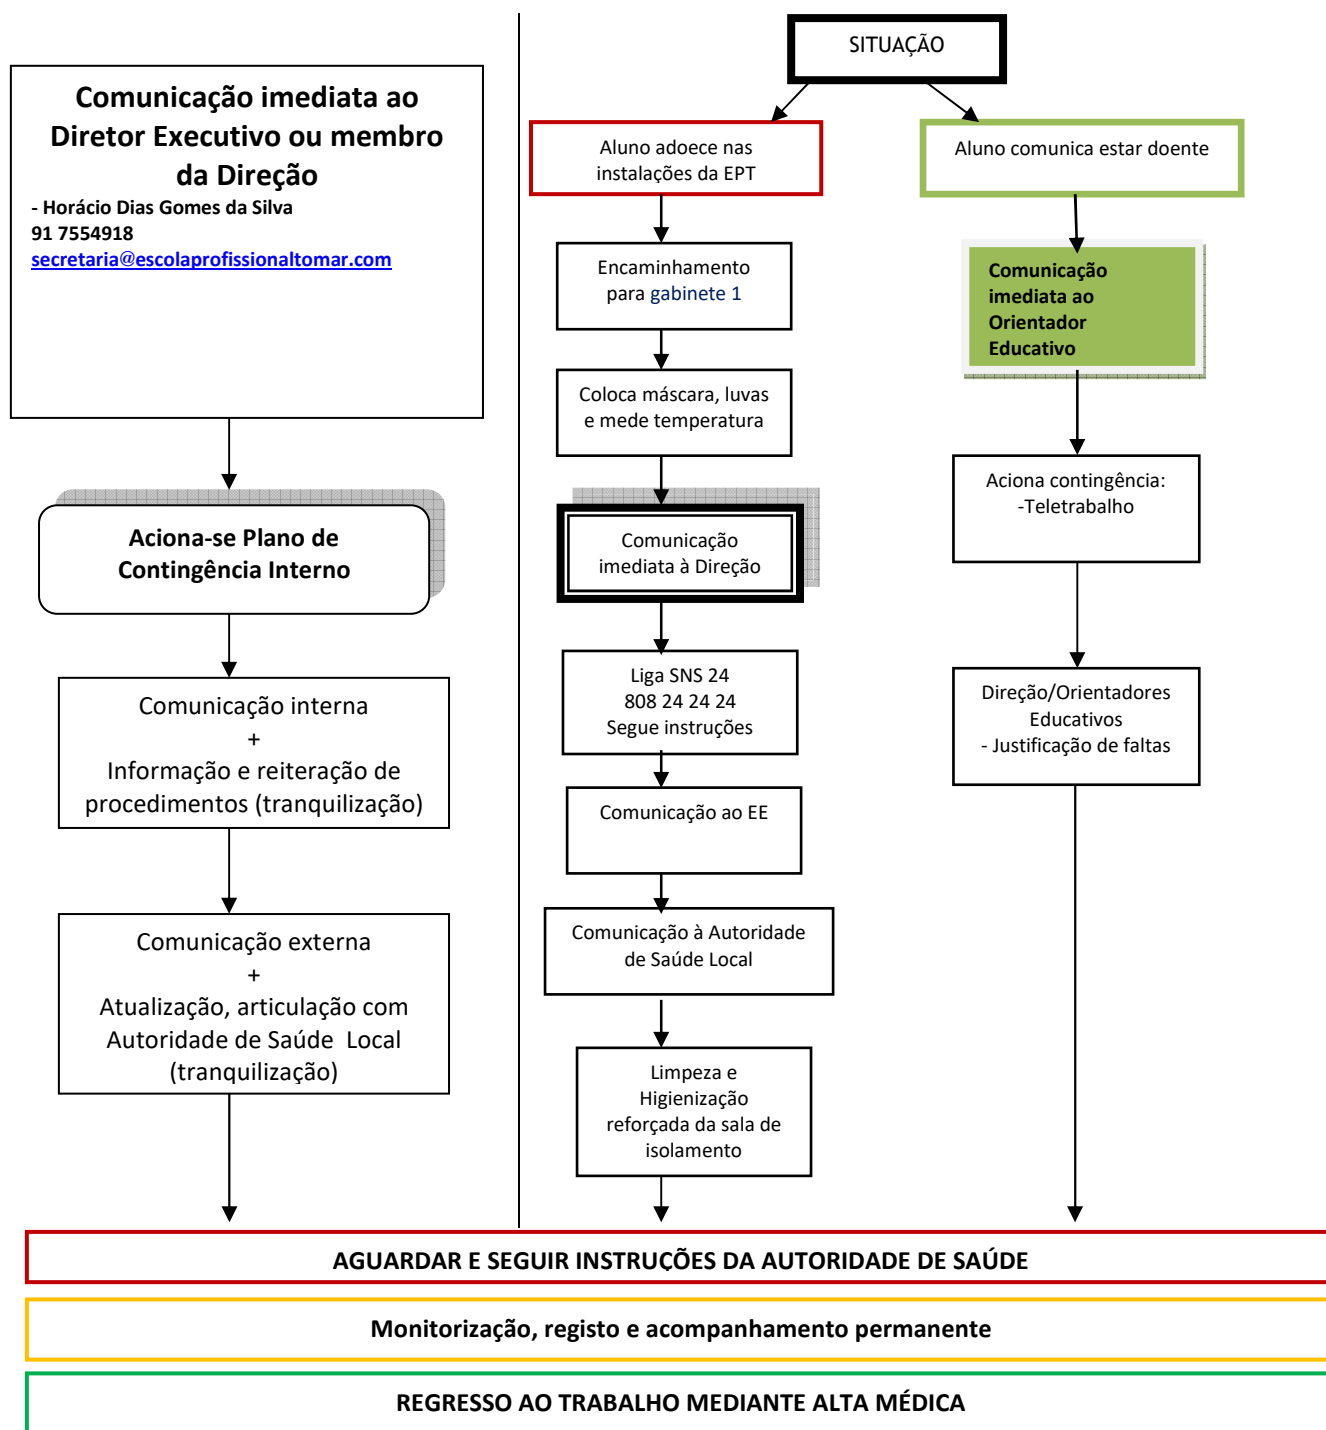 Comunicação imediata ao
Diretor Executivo ou membro
da Direção
- Horácio Dias Gomes da Silva
91 7554918
secretaria@escolaprofissionaltomar.com
Aciona-se Plano de
Contingência Interno
Comunicação interna
+
Informação e reiteração de
procedimentos (tranquilização)
Comunicação externa
+
Atualização, articulação com
Autoridade de Saúde  Local
(tranquilização)
SITUAÇÃO
Aluno adoece nas
instalações da EPT
Encaminhamento
para gabinete 1
Coloca máscara, luvas
e mede temperatura
Comunicação
imediata à Direção
Liga SNS 24
808 24 24 24
Segue instruções
Comunicação ao EE
Comunicação à Autoridade
de Saúde Local
Limpeza e
Higienização
reforçada da sala de
isolamento
Aluno comunica estar doente
Comunicação
imediata ao
Orientador
Educativo
Aciona contingência:
-Teletrabalho
Direção/Orientadores
Educativos
- Justificação de faltas
AGUARDAR E SEGUIR INSTRUÇÕES DA AUTORIDADE DE SAÚDE
Monitorização, registo e acompanhamento permanente
REGRESSO AO TRABALHO MEDIANTE ALTA MÉDICA